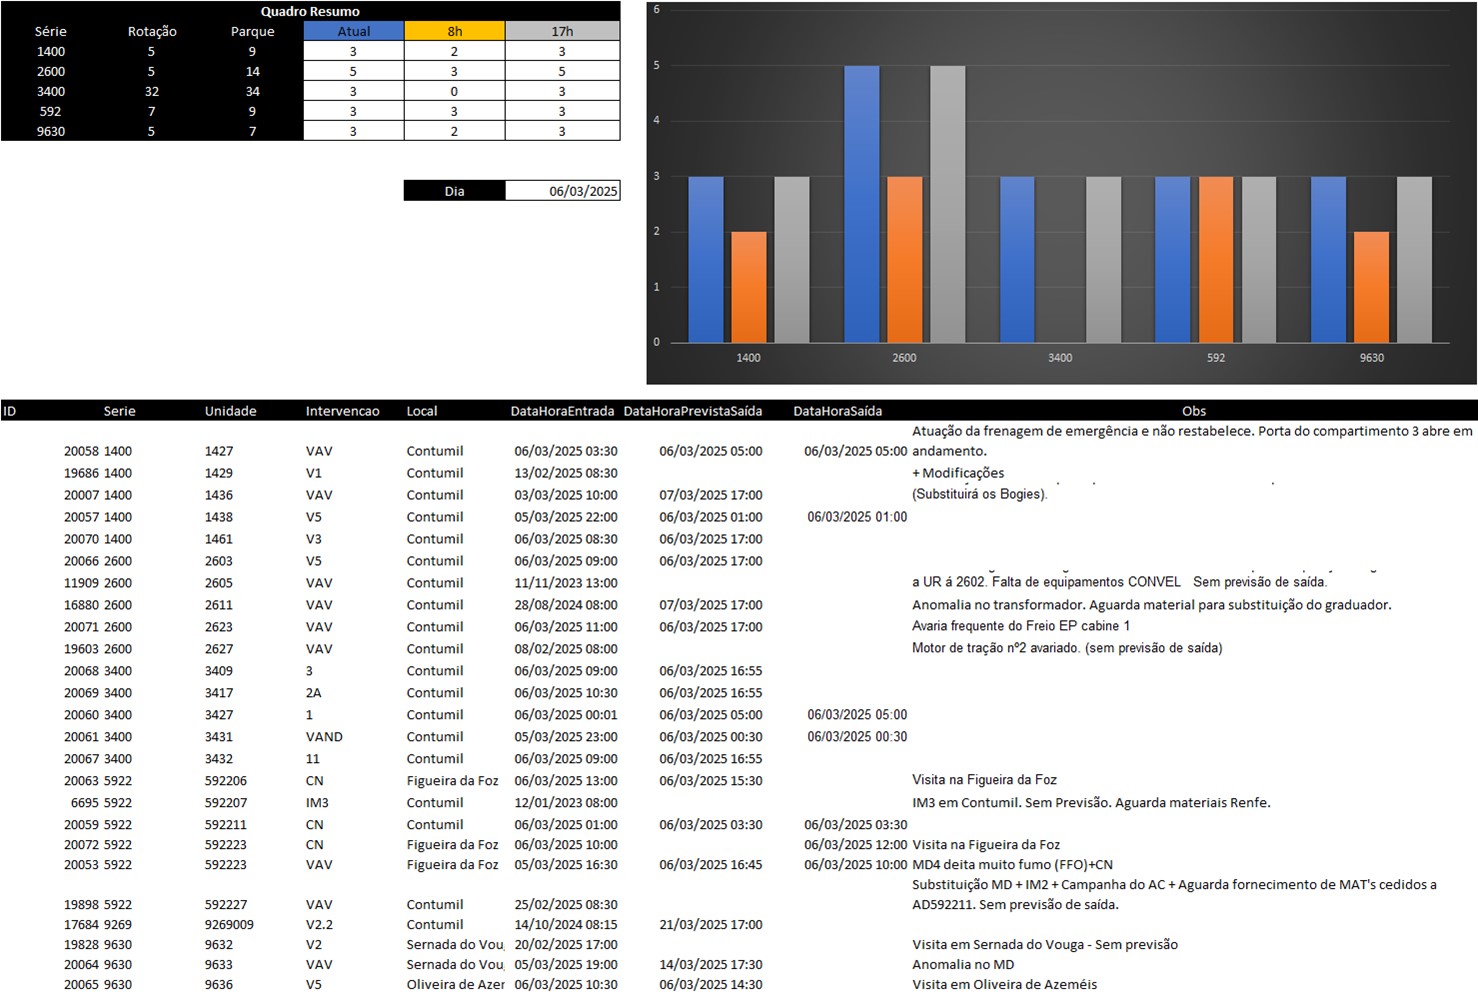 Quadro Resumo
Série Rotação Parque Atual 8h 17h
1400 5 9 3 2 3
2600 5 14 5 3 5
3400 32 34 3 0 3
592 7 9 3 3 3
9630 5 7 3 2 3
Dia 06/03/2025
6
5
4
3
2
1
0
1400 2600 3400 592 9630
ID Serie Unidade Intervencao Local DataHoraEntrada DataHoraPrevistaSaída DataHoraSaída Obs
Atuação da frenagem de emergência e não restabelece. Porta do compartimento 3 abre em
20058 1400 1427 VAV Contumil 06/03/2025 03:30 06/03/2025 05:00 06/03/2025 05:00 andamento.
19686 1400 1429 V1 Contumil 13/02/2025 08:30 + Modificações
20007 1400 1436 VAV Contumil 03/03/2025 10:00 07/03/2025 17:00 (Substituirá os Bogies).
20057 1400 1438 V5 Contumil 05/03/2025 22:00 06/03/2025 01:00 06/03/2025 01:00
20070 1400 1461 V3 Contumil 06/03/2025 08:30 06/03/2025 17:00
20066 2600 2603 V5 Contumil 06/03/2025 09:00 06/03/2025 17:00
11909 2600 2605 VAV Contumil 11/11/2023 13:00 a UR á 2602. Falta de equipamentos CONVEL Sem previsão de saída.
16880 2600 2611 VAV Contumil 28/08/2024 08:00 07/03/2025 17:00 Anomalia no transformador. Aguarda material para substituição do graduador.
20071 2600 2623 VAV Contumil 06/03/2025 11:00 06/03/2025 17:00 Avaria frequente do Freio EP cabine 1
19603 2600 2627 VAV Contumil 08/02/2025 08:00 Motor de tração nº2 avariado. (sem previsão de saída)
20068 3400 3409 3 Contumil 06/03/2025 09:00 06/03/2025 16:55
20069 3400 3417 2A Contumil 06/03/2025 10:30 06/03/2025 16:55
20060 3400 3427 1 Contumil 06/03/2025 00:01 06/03/2025 05:00 06/03/2025 05:00
20061 3400 3431 VAND Contumil 05/03/2025 23:00 06/03/2025 00:30 06/03/2025 00:30
20067 3400 3432 11 Contumil 06/03/2025 09:00 06/03/2025 16:55
20063 5922 592206 CN Figueira da Foz 06/03/2025 13:00 06/03/2025 15:30 Visita na Figueira da Foz
6695 5922 592207 IM3 Contumil 12/01/2023 08:00 IM3 em Contumil. Sem Previsão. Aguarda materiais Renfe.
20059 5922 592211 CN Contumil 06/03/2025 01:00 06/03/2025 03:30 06/03/2025 03:30
20072 5922 592223 CN Figueira da Foz 06/03/2025 10:00 06/03/2025 12:00 Visita na Figueira da Foz
20053 5922 592223 VAV Figueira da Foz 05/03/2025 16:30 06/03/2025 16:45 06/03/2025 10:00 MD4 deita muito fumo (FFO)+CN
Substituição MD + IM2 + Campanha do AC + Aguarda fornecimento de MAT's cedidos a
19898 5922 592227 VAV Contumil 25/02/2025 08:30 AD592211. Sem previsão de saída.
17684 9269 9269009 V2.2 Contumil 14/10/2024 08:15 21/03/2025 17:00
19828 9630 9632 V2 Sernada do Vou 20/02/2025 17:00 Visita em Sernada do Vouga - Sem previsão
20064 9630 9633 VAV Sernada do Vou 05/03/2025 19:00 14/03/2025 17:30 Anomalia no MD
20065 9630 9636 V5 Oliveira de Azer 06/03/2025 10:30 06/03/2025 14:30 Visita em Oliveira de Azeméis